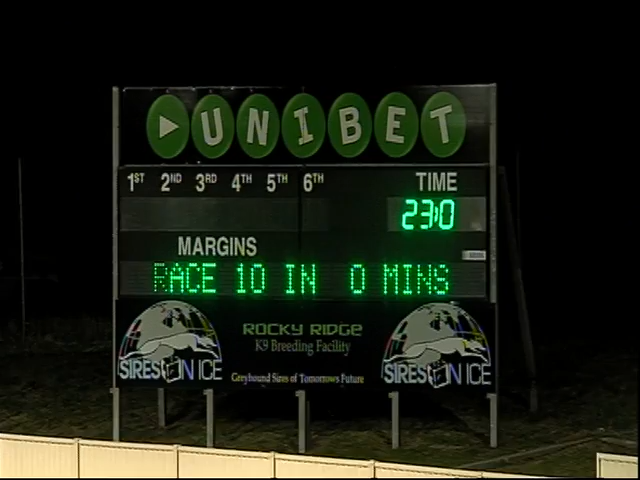 UNIBET
1ST 2ND 3RD 4TH 5TH 6TH TIME
23:0
MARGINS
RACE 10 IN 0 MINS
ROCKY RIDGE
K9 Breeding Facility
SIRES ON ICE
Greyhound Sires of Tomorrows Future
SIRES ON ICE